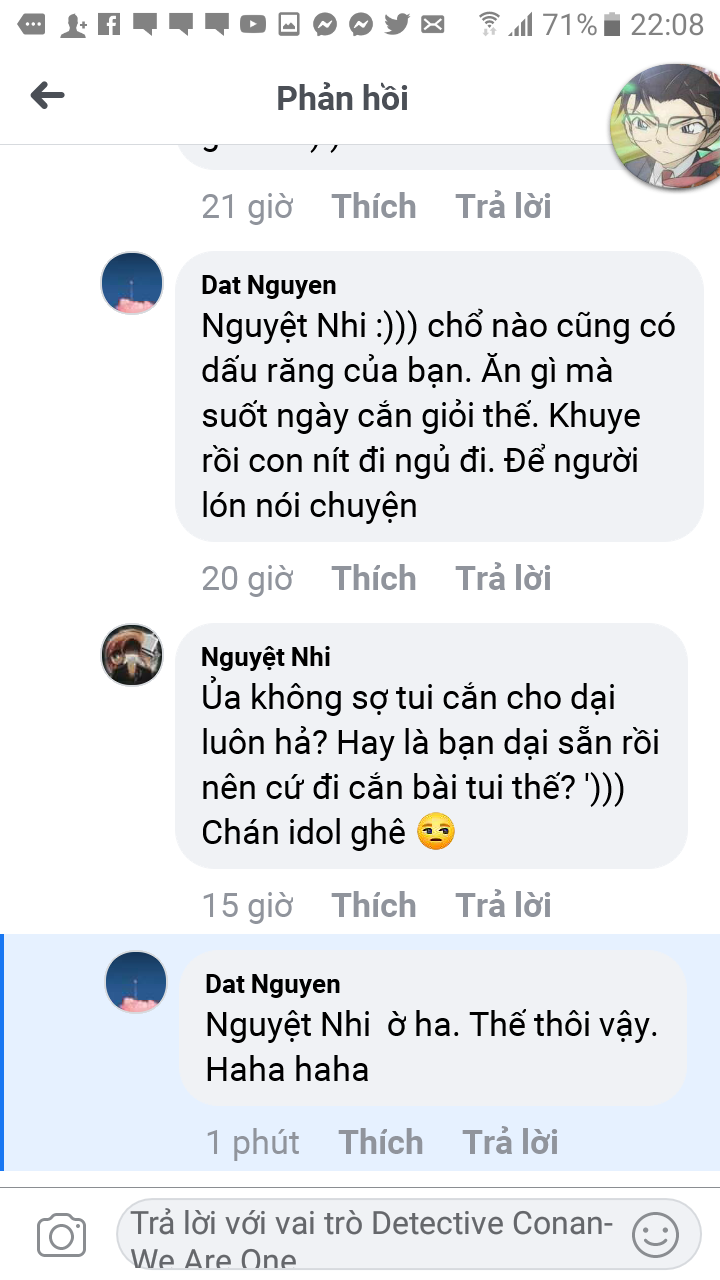 71% 22:08
Phản hồi
21 giờ Thích Trả lời
Dat Nguyen
Nguyệt Nhi :))) chổ nào cũng có
dấu răng của bạn. Ăn gì mà
suốt ngày cắn giỏi thế. Khuye
rồi con nít đi ngủ đi. Để người
lón nói chuyện
20 giờ Thích Trả lời
Nguyệt Nhi
Ủa không sợ tui cắn cho dại
luôn hả? Hay là bạn dại sẵn rồi
nên cứ đi cắn bài tui thế? ')))
Chán idol ghê 😒
15 giờ Thích Trả lời
Dat Nguyen
Nguyệt Nhi ờ ha. Thế thôi vậy.
Haha haha
1 phút Thích Trả lời
Trả lời với vai trò Detective Conan-
We Are One